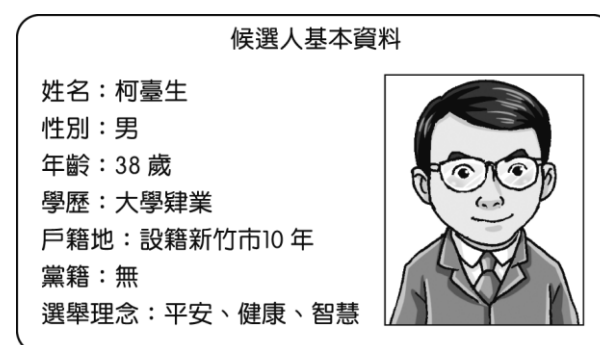 候選人基本資料
姓名：柯臺生
性別：男
年齡：38 歲
學歷：大學肄業
戶籍地：設籍新竹市10 年
黨籍：無
選舉理念：平安、健康、智慧